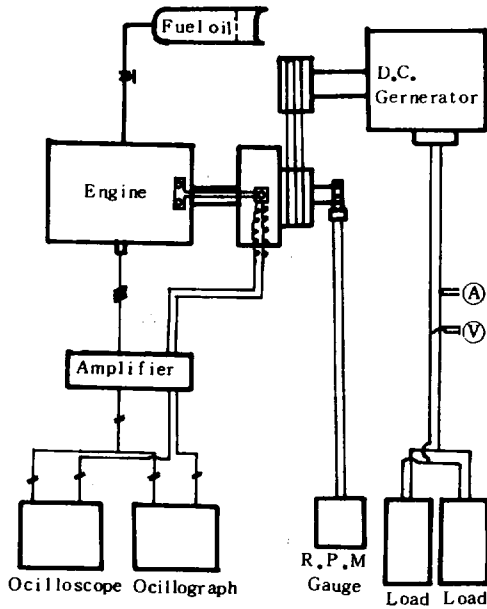 Fuel oil
D.C.
Gernerator
Engine
A
V
Amplifier
R.P.M
Gauge
Ocilloscope
Ocillograph
Load
Load